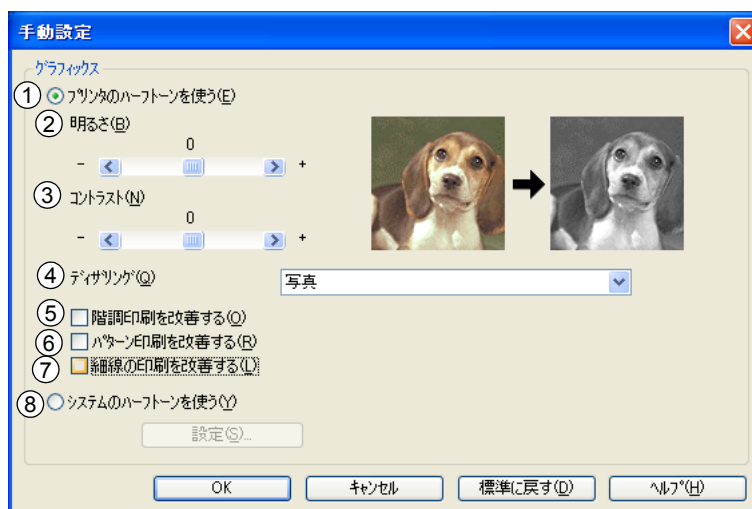 手動設定
グラフィックス
① プリンタのハーフトーンを使う(E)
② 明るさ(B)
0
- +
③ コントラスト(N)
0
- +
④ ディザリング(Q) 写真
⑤ 階調印刷を改善する(O)
⑥ パターン印刷を改善する(R)
⑦ 細線の印刷を改善する(L)
⑧ システムのハーフトーンを使う(Y)
設定(S)...
OK キャンセル 標準に戻す(D) ヘルプ(H)